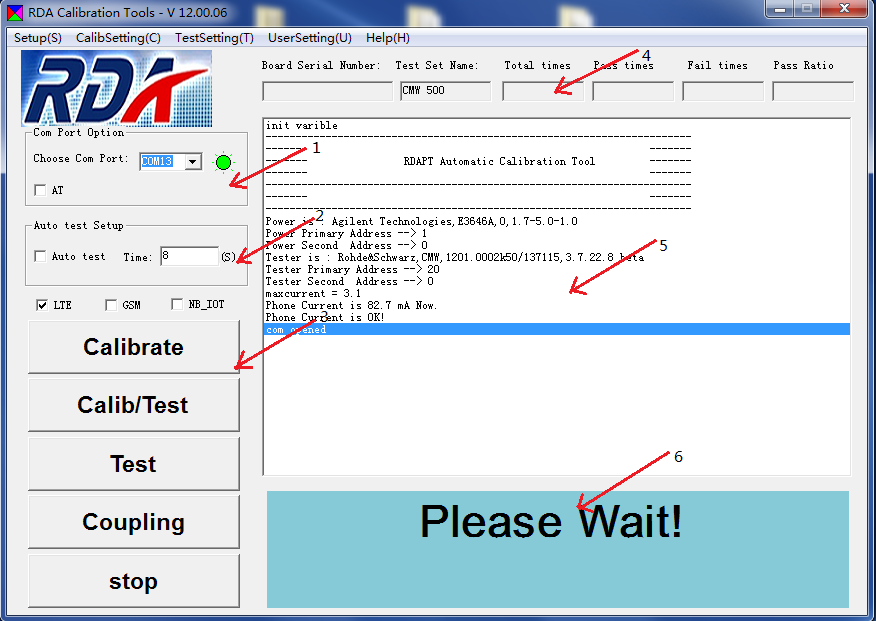 RDA Calibration Tools - V 12.00.06
Setup(S) CalibSetting(C) TestSetting(T) UserSetting(U) Help(H)
RDA
Board Serial Number: Test Set Name: Total times Pass times Fail times Pass Ratio
CMW 500
4
Com Port Option
Choose Com Port: COM13
AT
1
Auto test Setup
Auto test Time: 8 (S)
2
LTE GSM NB_IOT
3
Calibrate
Calib/Test
Test
Coupling
stop
init varible
------- RDAPT Automatic Calibration Tool -------
Power is : Agilent Technologies,E3646A,0,1.7-5.0-1.0
Power Primary Address --> 1
Power Second Address --> 0
Tester is : Rohde&Schwarz,CMW,1201.0002k50/137115,3.7.22.8 beta
Tester Primary Address --> 20
Tester Second Address --> 0
maxcurrent = 3.1
Phone Current is 82.7 mA Now.
Phone Current is OK!
com opened
5
6
Please Wait!